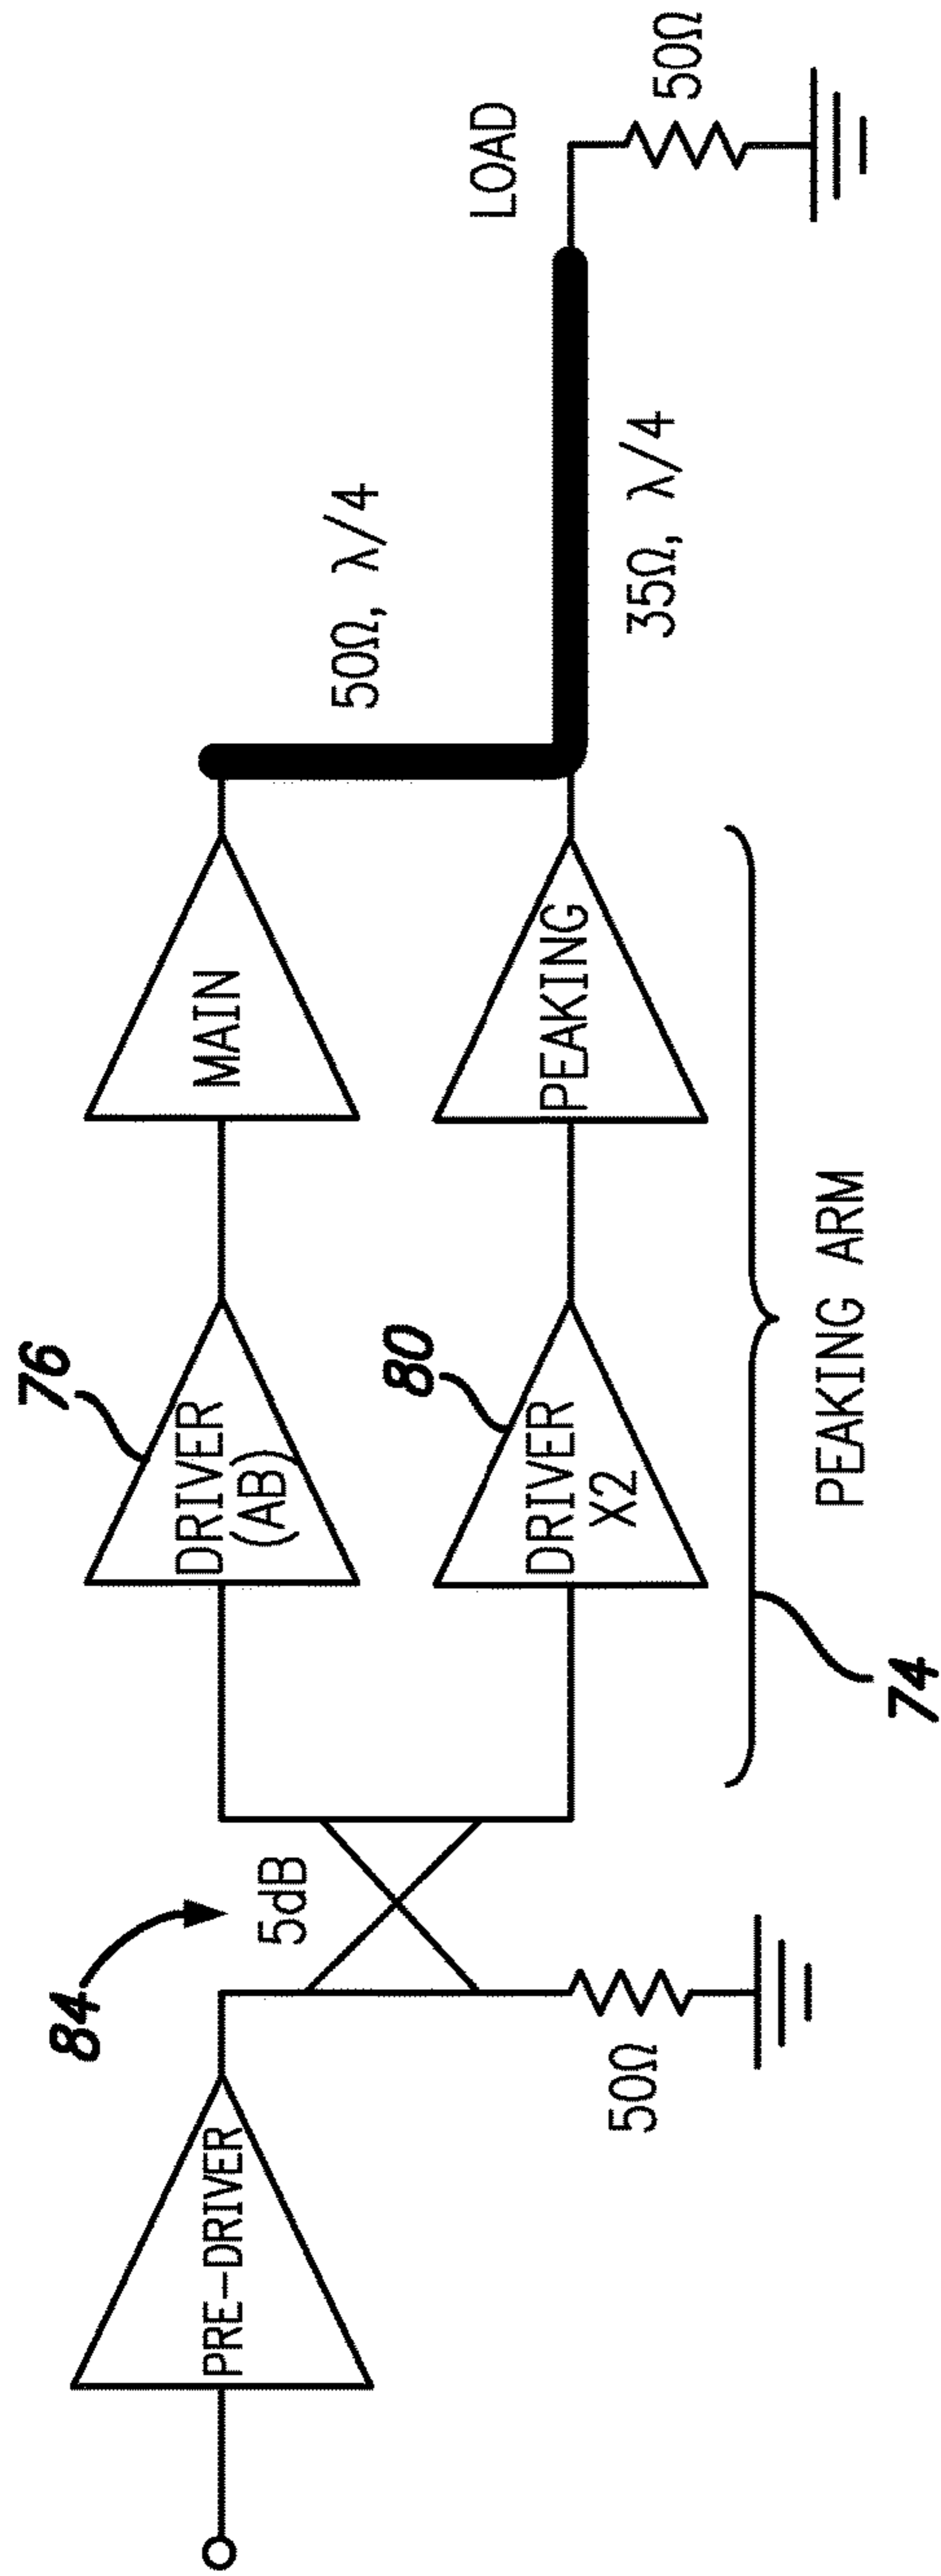 84
5dB
PRE-DRIVER
50Ω
76
DRIVER
(AB)
MAIN
50Ω, λ/4
80
DRIVER
X2
PEAKING
35Ω, λ/4
LOAD
50Ω
74
PEAKING ARM